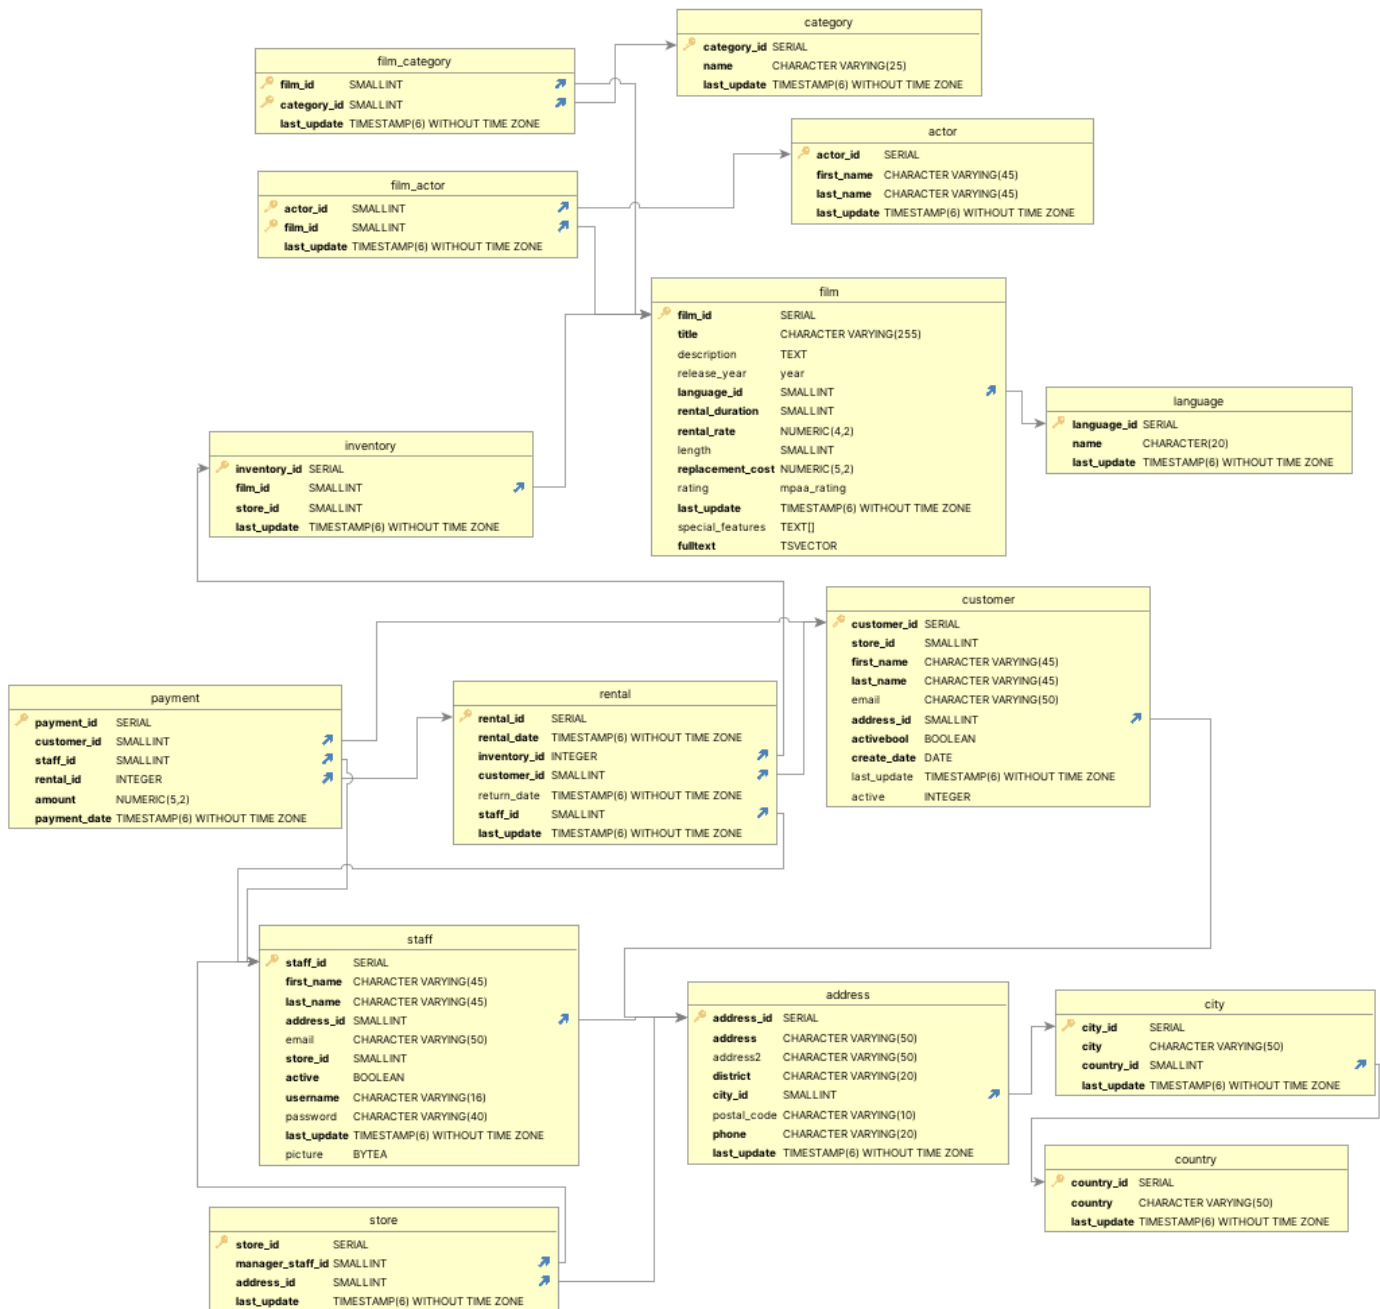 category
category_id SERIAL
name CHARACTER VARYING(25)
last_update TIMESTAMP(6) WITHOUT TIME ZONE
film_category
film_id SMALLINT
category_id SMALLINT
last_update TIMESTAMP(6) WITHOUT TIME ZONE
actor
actor_id SERIAL
first_name CHARACTER VARYING(45)
last_name CHARACTER VARYING(45)
last_update TIMESTAMP(6) WITHOUT TIME ZONE
film_actor
actor_id SMALLINT
film_id SMALLINT
last_update TIMESTAMP(6) WITHOUT TIME ZONE
film
film_id SERIAL
title CHARACTER VARYING(255)
description TEXT
release_year year
language_id SMALLINT
rental_duration SMALLINT
rental_rate NUMERIC(4,2)
length SMALLINT
replacement_cost NUMERIC(5,2)
rating mpaa_rating
last_update TIMESTAMP(6) WITHOUT TIME ZONE
special_features TEXT[]
fulltext TSVECTOR
language
language_id SERIAL
name CHARACTER(20)
last_update TIMESTAMP(6) WITHOUT TIME ZONE
inventory
inventory_id SERIAL
film_id SMALLINT
store_id SMALLINT
last_update TIMESTAMP(6) WITHOUT TIME ZONE
customer
customer_id SERIAL
store_id SMALLINT
first_name CHARACTER VARYING(45)
last_name CHARACTER VARYING(45)
email CHARACTER VARYING(50)
address_id SMALLINT
activebool BOOLEAN
create_date DATE
last_update TIMESTAMP(6) WITHOUT TIME ZONE
active INTEGER
payment
payment_id SERIAL
customer_id SMALLINT
staff_id SMALLINT
rental_id INTEGER
amount NUMERIC(5,2)
payment_date TIMESTAMP(6) WITHOUT TIME ZONE
rental
rental_id SERIAL
rental_date TIMESTAMP(6) WITHOUT TIME ZONE
inventory_id INTEGER
customer_id SMALLINT
return_date TIMESTAMP(6) WITHOUT TIME ZONE
staff_id SMALLINT
last_update TIMESTAMP(6) WITHOUT TIME ZONE
staff
staff_id SERIAL
first_name CHARACTER VARYING(45)
last_name CHARACTER VARYING(45)
address_id SMALLINT
email CHARACTER VARYING(50)
store_id SMALLINT
active BOOLEAN
username CHARACTER VARYING(16)
password CHARACTER VARYING(40)
last_update TIMESTAMP(6) WITHOUT TIME ZONE
picture BYTEA
address
address_id SERIAL
address CHARACTER VARYING(50)
address2 CHARACTER VARYING(50)
district CHARACTER VARYING(20)
city_id SMALLINT
postal_code CHARACTER VARYING(10)
phone CHARACTER VARYING(20)
last_update TIMESTAMP(6) WITHOUT TIME ZONE
city
city_id SERIAL
city CHARACTER VARYING(50)
country_id SMALLINT
last_update TIMESTAMP(6) WITHOUT TIME ZONE
country
country_id SERIAL
country CHARACTER VARYING(50)
last_update TIMESTAMP(6) WITHOUT TIME ZONE
store
store_id SERIAL
manager_staff_id SMALLINT
address_id SMALLINT
last_update TIMESTAMP(6) WITHOUT TIME ZONE